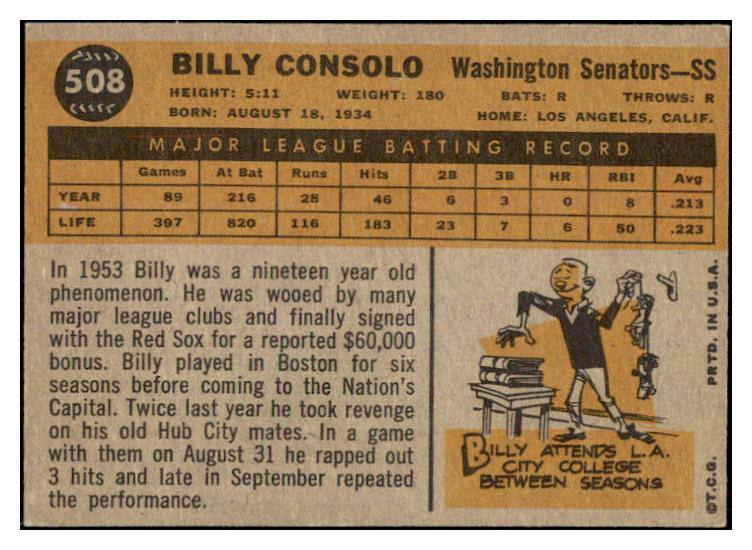 508
BILLY CONSOLO Washington Senators—SS
HEIGHT: 5:11 WEIGHT: 180 BATS: R THROWS: R
BORN: AUGUST 18, 1934 HOME: LOS ANGELES, CALIF.
MAJOR LEAGUE BATTING RECORD
Games At Bat Runs Hits 2B 3B HR RBI Avg
YEAR 89 216 28 46 6 3 0 8 .213
LIFE 397 820 116 183 23 7 6 50 .223
In 1953 Billy was a nineteen year old
phenomenon. He was wooed by many
major league clubs and finally signed
with the Red Sox for a reported $60,000
bonus. Billy played in Boston for six
seasons before coming to the Nation's
Capital. Twice last year he took revenge
on his old Hub City mates. In a game
with them on August 31 he rapped out
3 hits and late in September repeated
the performance.
BILLY ATTENDS L.A.
CITY COLLEGE
BETWEEN SEASONS
©T.C.G. PRTD. IN U.S.A.